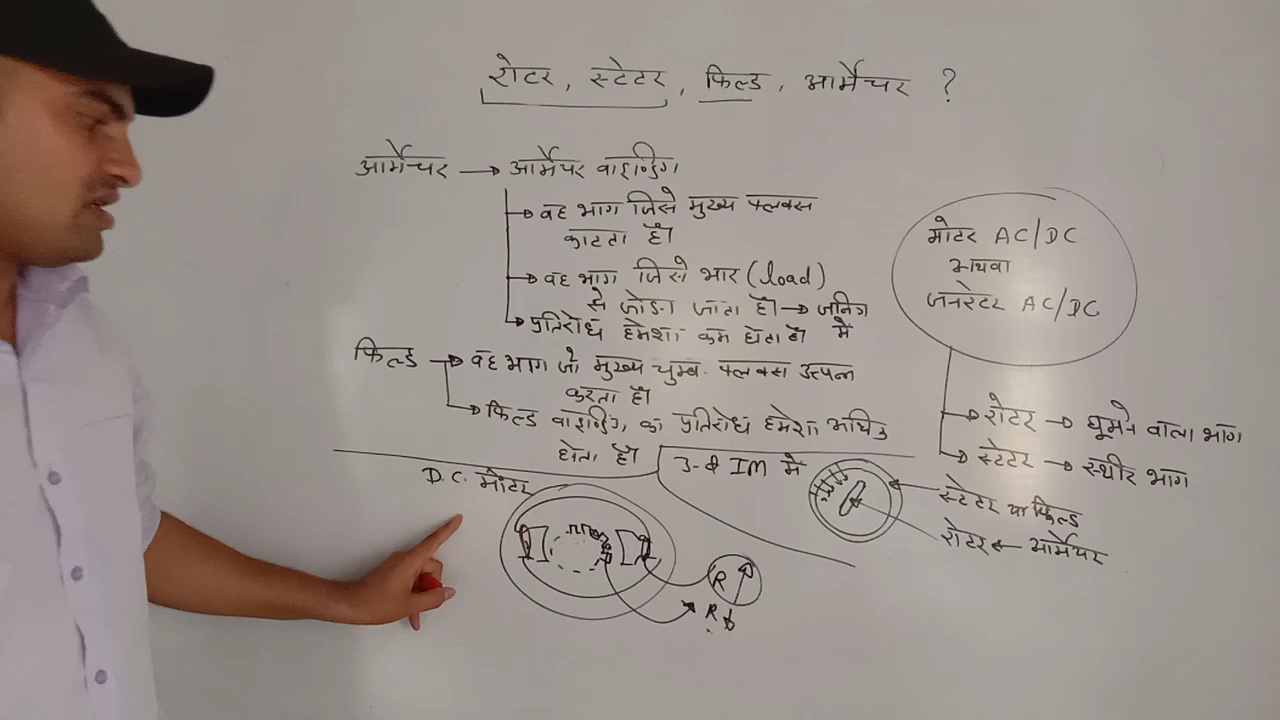 रोटर, स्टेटर, फिल्ड, आर्मेचर ?
आर्मेचर → आर्मेचर वाइन्डिंग
→ वह भाग जिसे मुख्य फ्लक्स
काटता है।
→ वह भाग जिसे भार (load)
से जोडा जाता है। → जनित्र में
→ प्रतिरोध हमेशा कम होता है
फिल्ड → वह भाग जो मुख्य चुम्ब. फ्लक्स उत्पन्न
करता है।
→ फिल्ड वाइन्डिंग, का प्रतिरोध हमेशा अधिक
होता है।
मोटर AC/DC
अथवा
जनरेटर AC/DC
→ रोटर → घूमने वाला भाग
→ स्टेटर → स्थीर भाग
D.C. मोटर
R↑
R↓
3-ϕ IM में
स्टेटर या फिल्ड
रोटर ← आर्मेचर